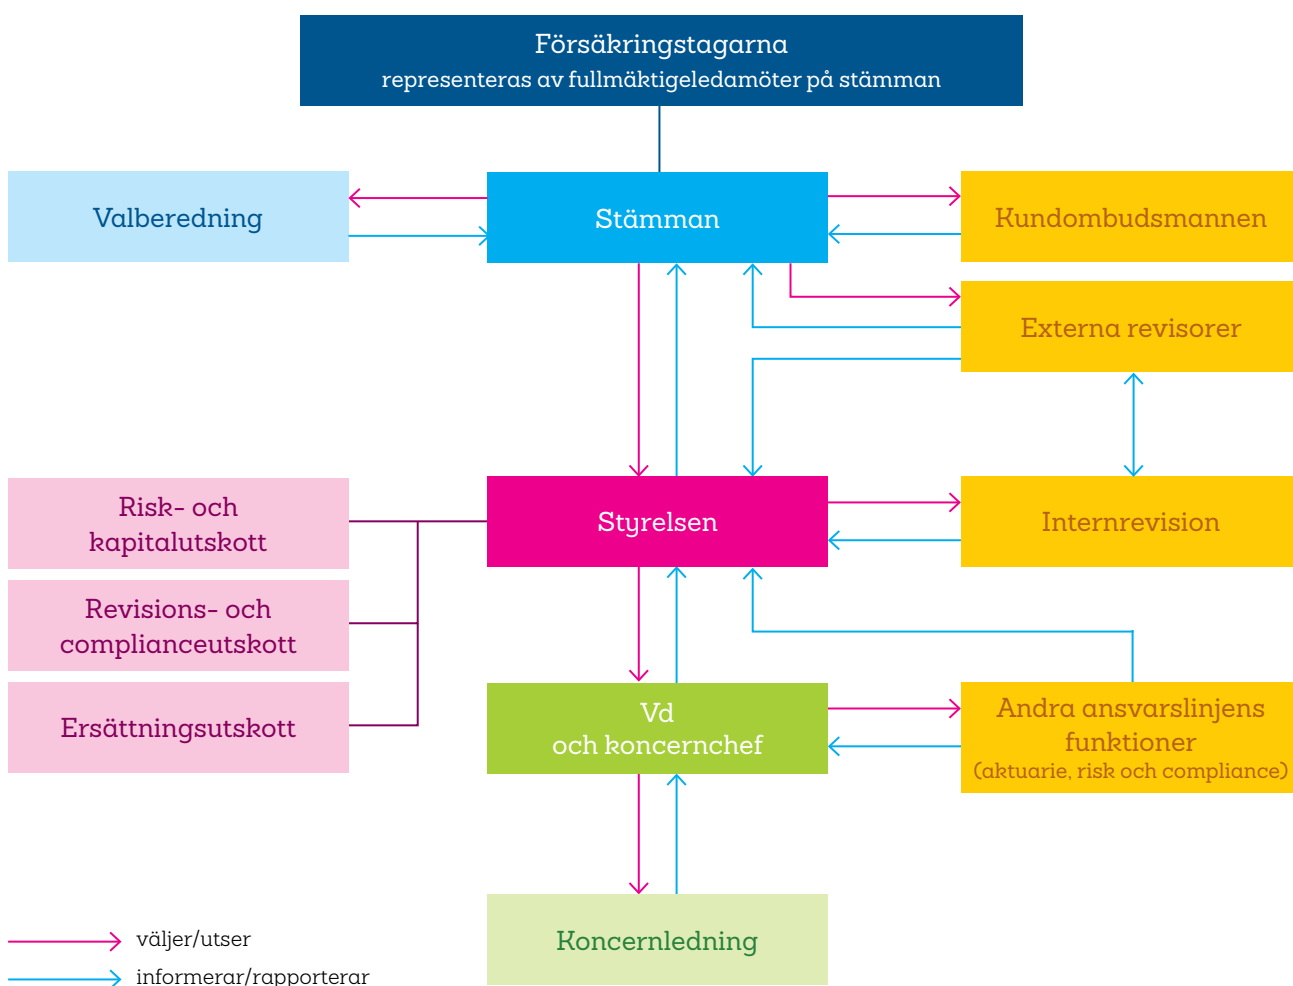 Försäkringstagarna
representeras av fullmäktigeledamöter på stämman
Valberedning
Stämman
Kundombudsmannen
Externa revisorer
Risk- och
kapitalutskott
Styrelsen
Internrevision
Revisions- och
complianceutskott
Ersättningsutskott
Vd
och koncernchef
Andra ansvarslinjens
funktioner
(aktuarie, risk och compliance)
Koncernledning
väljer/utser
informerar/rapporterar